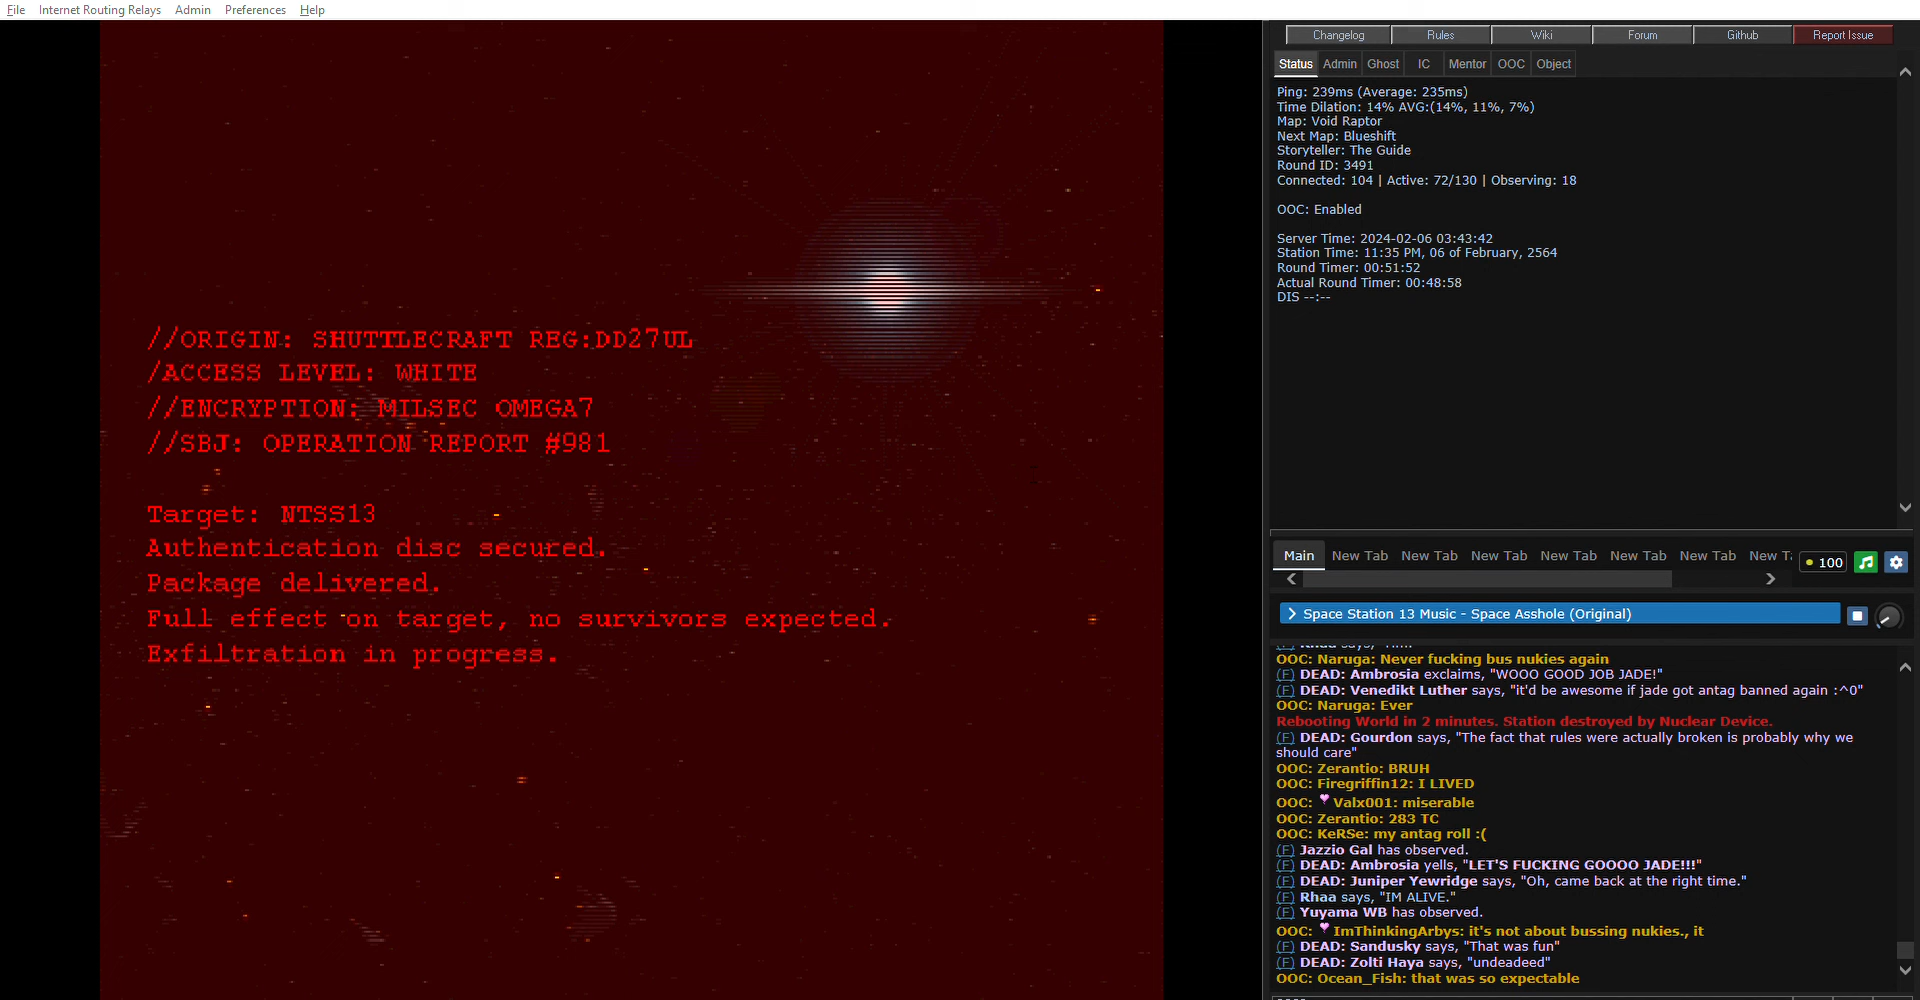 File Internet Routing Relays Admin Preferences Help
//ORIGIN: SHUTTLECRAFT REG:DD27UL
/ACCESS LEVEL: WHITE
//ENCRYPTION: MILSEC OMEGA7
//SBJ: OPERATION REPORT #981
Target: NTSS13
Authentication disc secured.
Package delivered.
Full effect on target, no survivors expected.
Exfiltration in progress.
Changelog Rules Wiki Forum Github Report Issue
Status Admin Ghost IC Mentor OOC Object
Ping: 239ms (Average: 235ms)
Time Dilation: 14% AVG:(14%, 11%, 7%)
Map: Void Raptor
Next Map: Blueshift
Storyteller: The Guide
Round ID: 3491
Connected: 104 | Active: 72/130 | Observing: 18
OOC: Enabled
Server Time: 2024-02-06 03:43:42
Station Time: 11:35 PM, 06 of February, 2564
Round Timer: 00:51:52
Actual Round Timer: 00:48:58
DIS --:--
Main New Tab New Tab New Tab New Tab New Tab New Tab New T 100
Space Station 13 Music - Space Asshole (Original)
OOC: Naruga: Never fucking bus nukies again
(F) DEAD: Ambrosia exclaims, "WOOO GOOD JOB JADE!"
(F) DEAD: Venedikt Luther says, "it'd be awesome if jade got antag banned again :^0"
OOC: Naruga: Ever
Rebooting World in 2 minutes. Station destroyed by Nuclear Device.
(F) DEAD: Gourdon says, "The fact that rules were actually broken is probably why we
should care"
OOC: Zerantio: BRUH
OOC: Firegriffin12: I LIVED
OOC: Valx001: miserable
OOC: Zerantio: 283 TC
OOC: KeRSe: my antag roll :(
(F) Jazzio Gal has observed.
(F) DEAD: Ambrosia yells, "LET'S FUCKING GOOOO JADE!!!"
(F) DEAD: Juniper Yewridge says, "Oh, came back at the right time."
(F) Rhaa says, "IM ALIVE."
(F) Yuyama WB has observed.
OOC: ImThinkingArbys: it's not about bussing nukies., it
(F) DEAD: Sandusky says, "That was fun"
(F) DEAD: Zolti Haya says, "undeadeed"
OOC: Ocean_Fish: that was so expectable